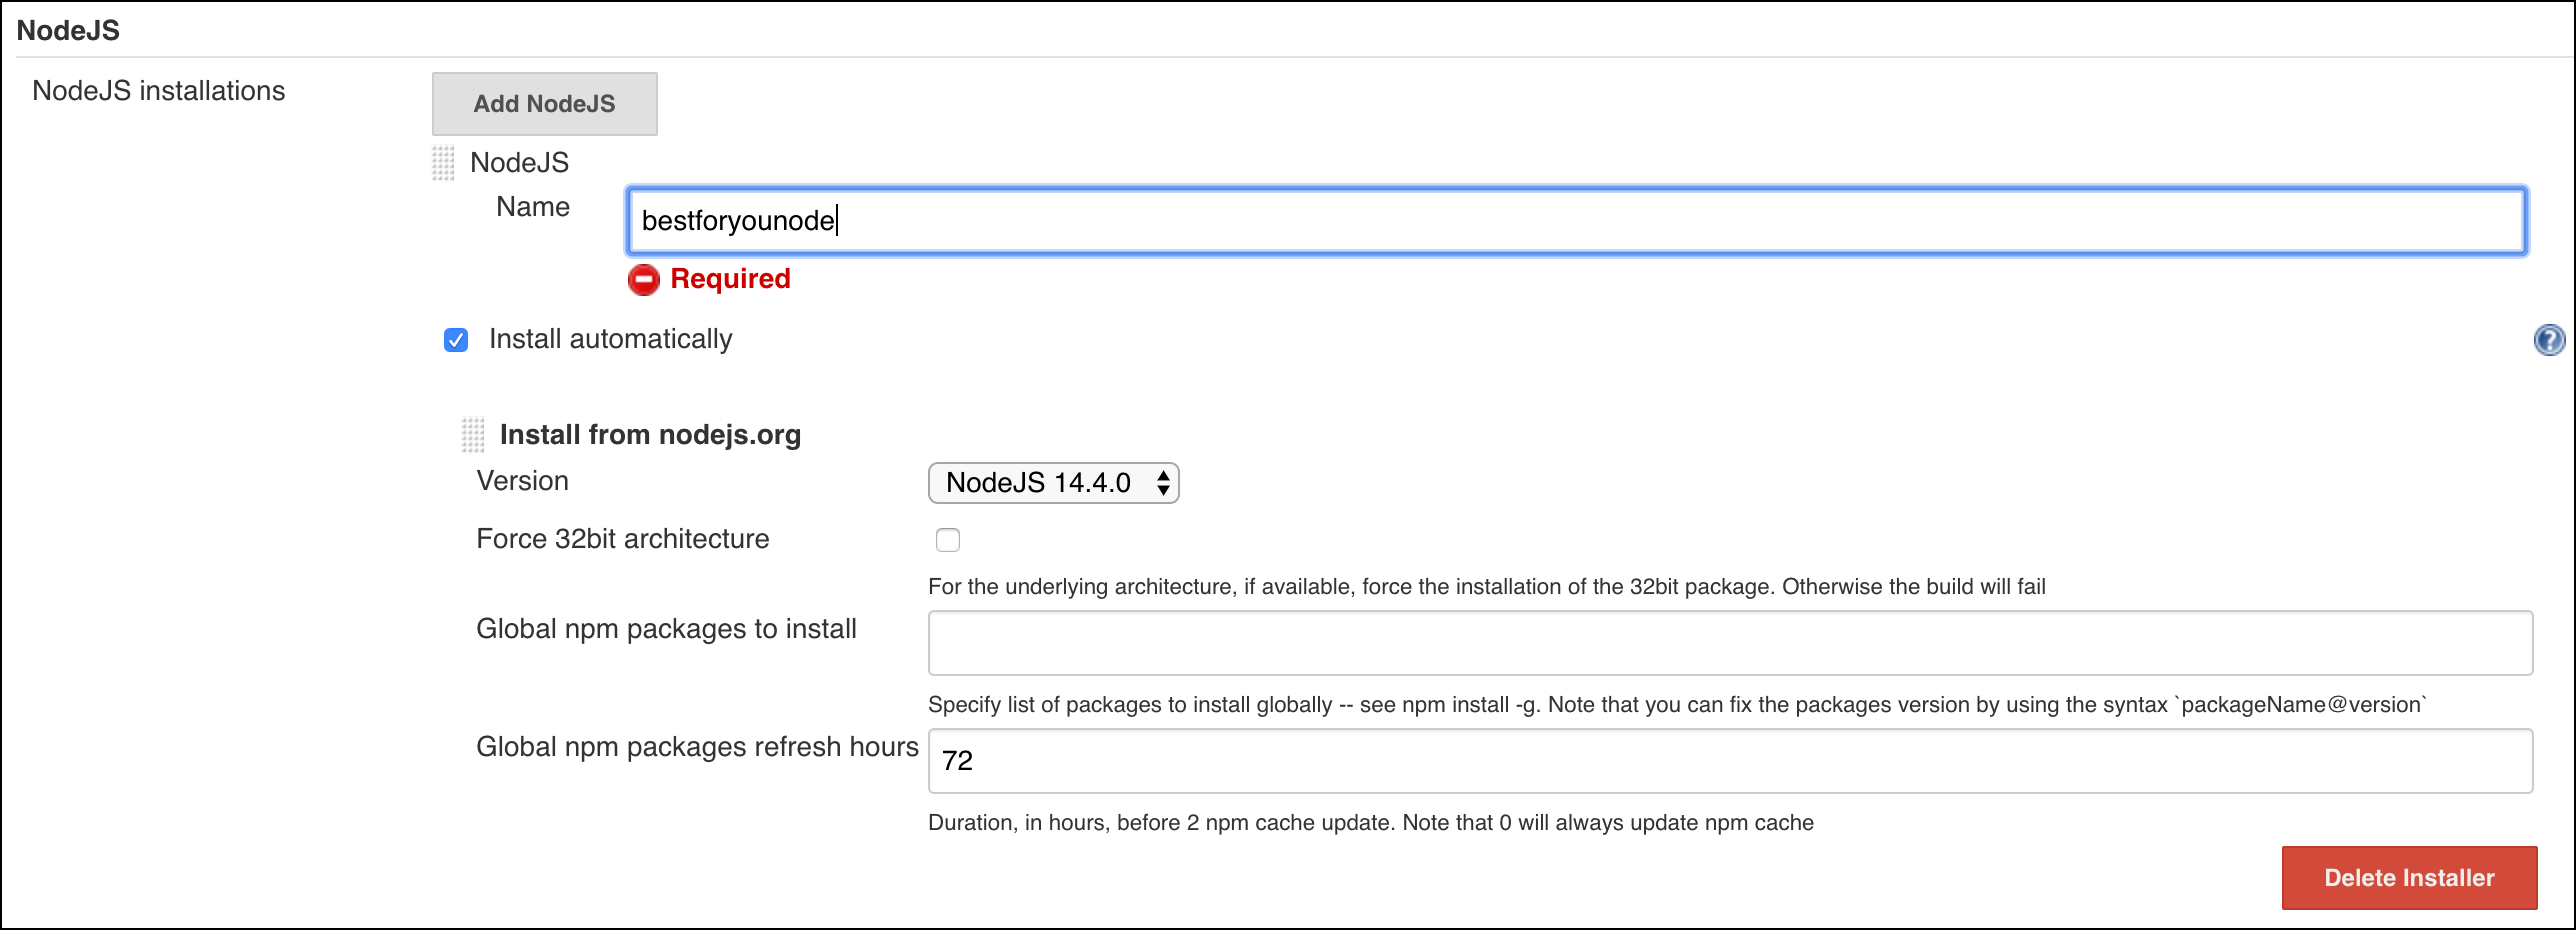 NodeJS
NodeJS installations
Add NodeJS
NodeJS
Name
bestforyounode
Required
Install automatically
?
Install from nodejs.org
Version
NodeJS 14.4.0
Force 32bit architecture
For the underlying architecture, if available, force the installation of the 32bit package. Otherwise the build will fail
Global npm packages to install
Specify list of packages to install globally -- see npm install -g. Note that you can fix the packages version by using the syntax `packageName@version`
Global npm packages refresh hours
72
Duration, in hours, before 2 npm cache update. Note that 0 will always update npm cache
Delete Installer